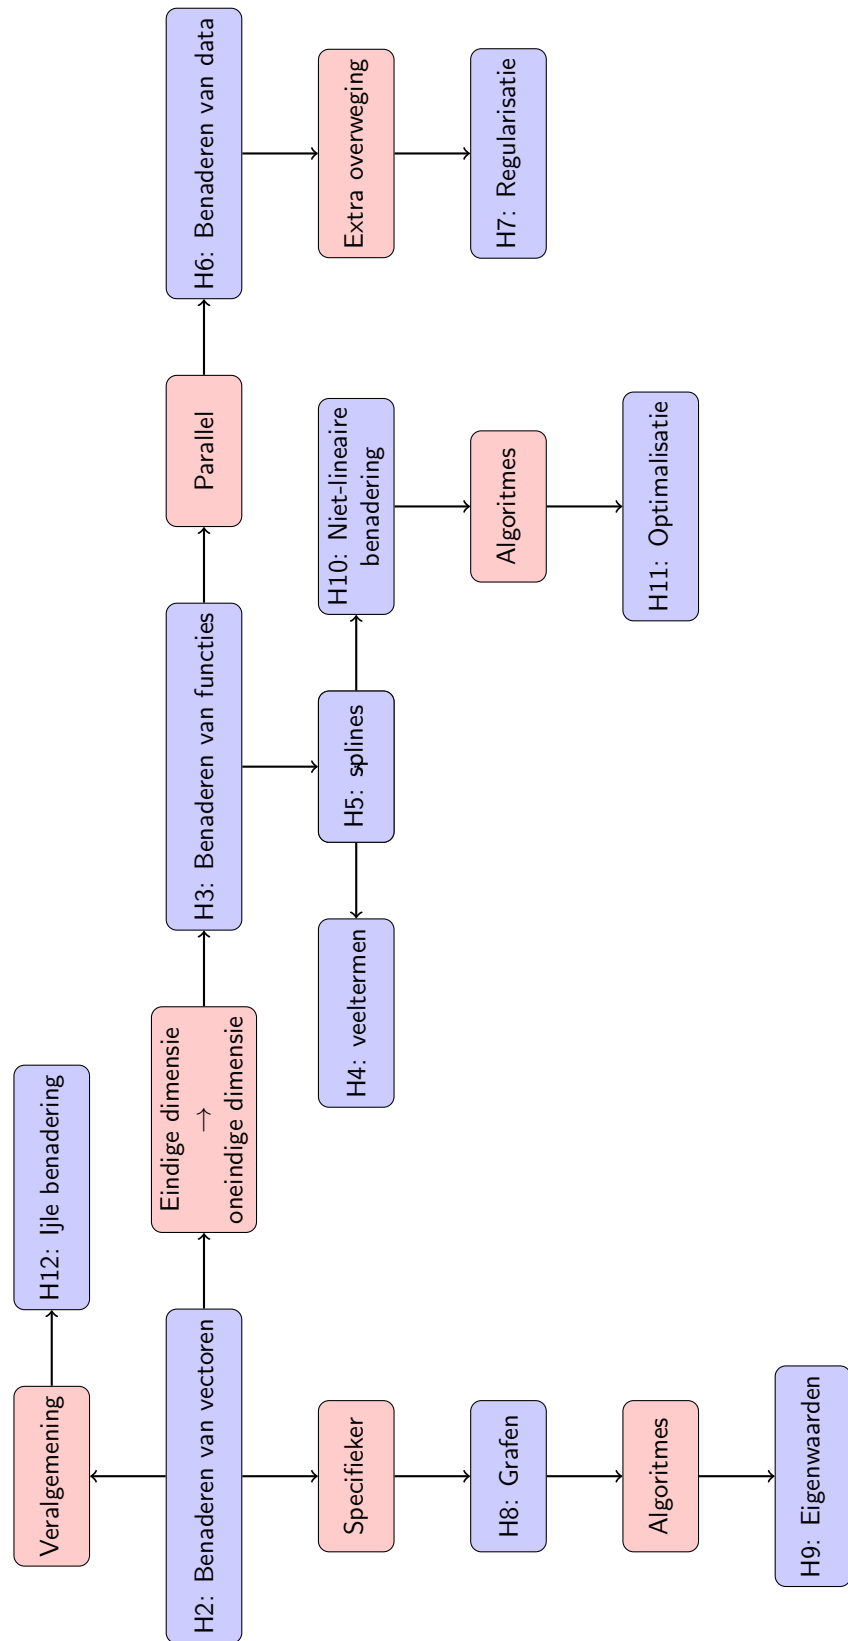 Veralgemening
H12: Ijle benadering
H2: Benaderen van vectoren
Eindige dimensie
→
oneindige dimensie
H3: Benaderen van functies
Parallel
H6: Benaderen van data
Specifieker
H4: veeltermen
H5: splines
H10: Niet-lineaire
benadering
Extra overweging
H8: Grafen
Algoritmes
H7: Regularisatie
Algoritmes
H11: Optimalisatie
H9: Eigenwaarden